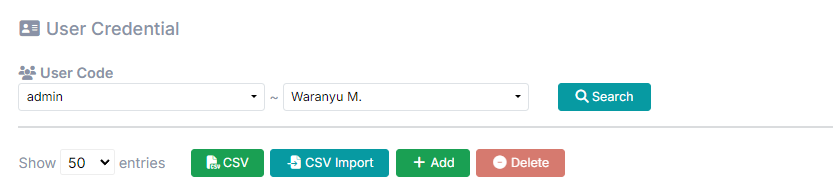 User Credential
User Code
admin ~ Waranyu M. Search
Show 50 entries CSV CSV Import Add Delete